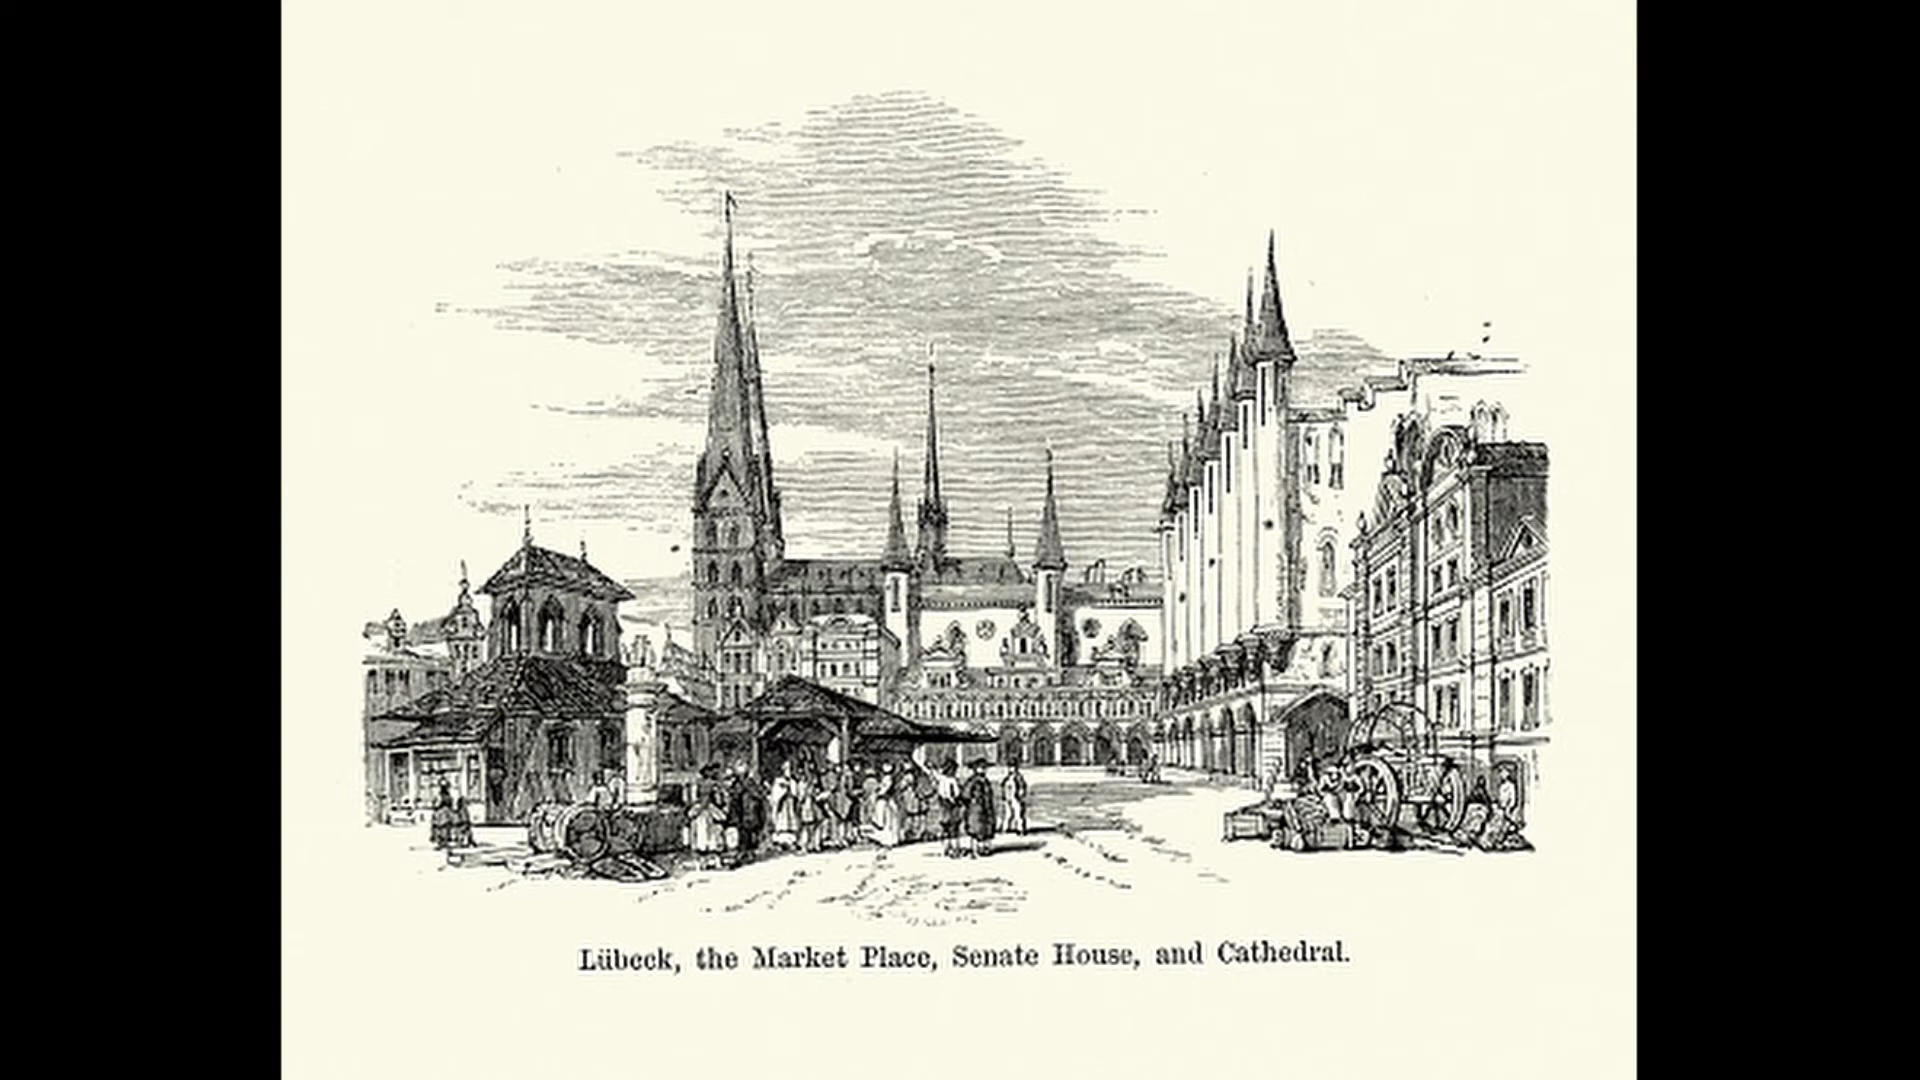 Lübeck, the Market Place, Senate House, and Cathedral.